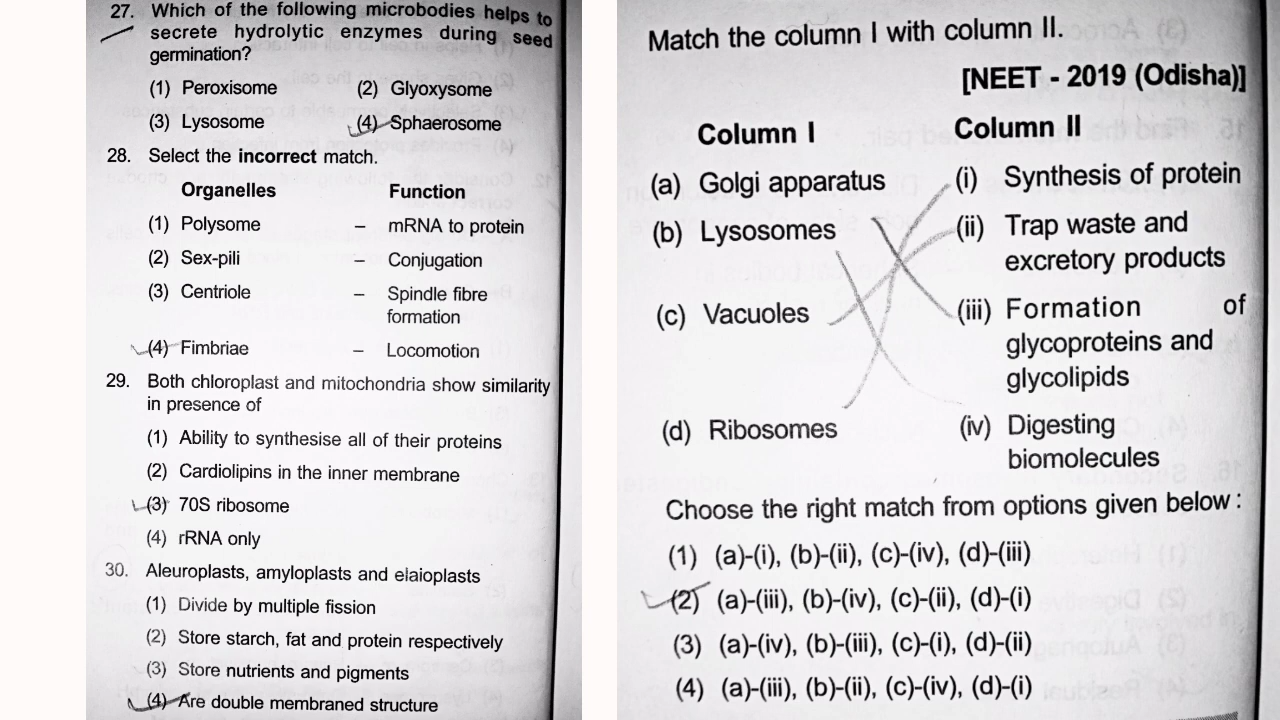 27. Which of the following microbodies helps to
secrete hydrolytic enzymes during seed
germination?
(1) Peroxisome (2) Glyoxysome
(3) Lysosome (4) Sphaerosome
28. Select the incorrect match.
Organelles Function
(1) Polysome – mRNA to protein
(2) Sex-pili – Conjugation
(3) Centriole – Spindle fibre
formation
(4) Fimbriae – Locomotion
29. Both chloroplast and mitochondria show similarity
in presence of
(1) Ability to synthesise all of their proteins
(2) Cardiolipins in the inner membrane
(3) 70S ribosome
(4) rRNA only
30. Aleuroplasts, amyloplasts and elaioplasts
(1) Divide by multiple fission
(2) Store starch, fat and protein respectively
(3) Store nutrients and pigments
(4) Are double membraned structure
Match the column I with column II.
[NEET - 2019 (Odisha)]
Column I Column II
(a) Golgi apparatus (i) Synthesis of protein
(b) Lysosomes (ii) Trap waste and
excretory products
(c) Vacuoles (iii) Formation of
glycoproteins and
glycolipids
(d) Ribosomes (iv) Digesting
biomolecules
Choose the right match from options given below :
(1) (a)-(i), (b)-(ii), (c)-(iv), (d)-(iii)
(2) (a)-(iii), (b)-(iv), (c)-(ii), (d)-(i)
(3) (a)-(iv), (b)-(iii), (c)-(i), (d)-(ii)
(4) (a)-(iii), (b)-(ii), (c)-(iv), (d)-(i)